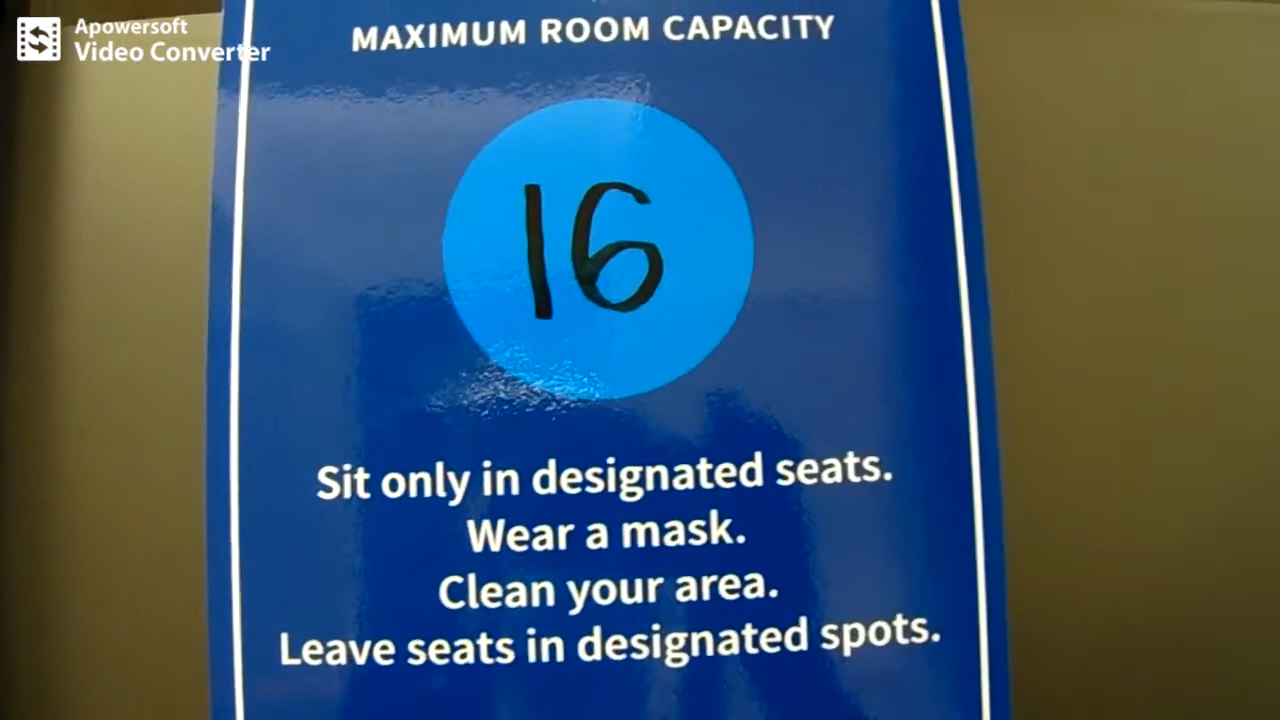 Apowersoft
Video Converter
MAXIMUM ROOM CAPACITY
16
Sit only in designated seats.
Wear a mask.
Clean your area.
Leave seats in designated spots.